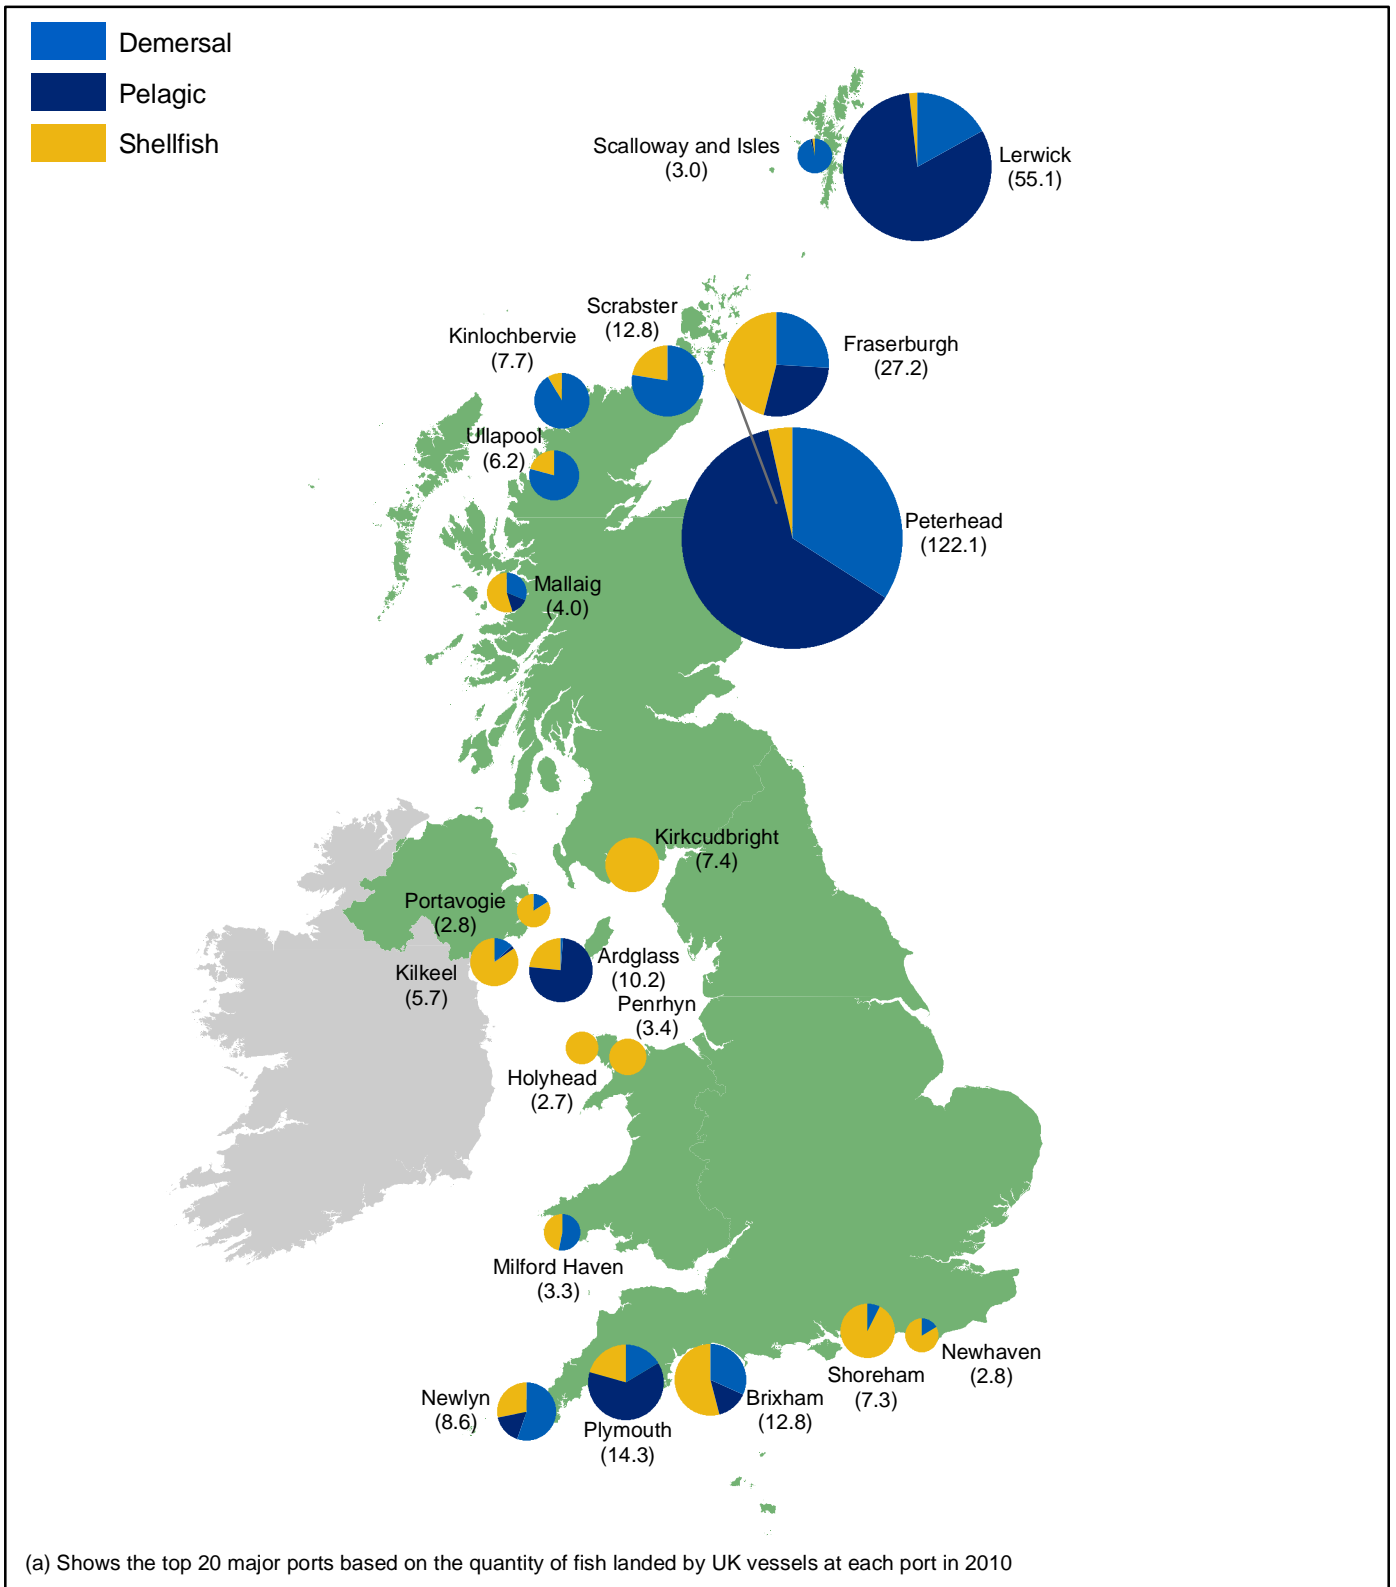 Demersal
Pelagic
Shellfish
Scalloway and Isles
(3.0)
Lerwick
(55.1)
Scrabster
(12.8)
Kinlochbervie
(7.7)
Fraserburgh
(27.2)
Ullapool
(6.2)
Peterhead
(122.1)
Mallaig
(4.0)
Kirkcudbright
(7.4)
Portavogie
(2.8)
Ardglass
(10.2)
Kilkeel
(5.7)
Penrhyn
(3.4)
Holyhead
(2.7)
Milford Haven
(3.3)
Newhaven
(2.8)
Shoreham
(7.3)
Brixham
(12.8)
Newlyn
(8.6)
Plymouth
(14.3)
(a) Shows the top 20 major ports based on the quantity of fish landed by UK vessels at each port in 2010